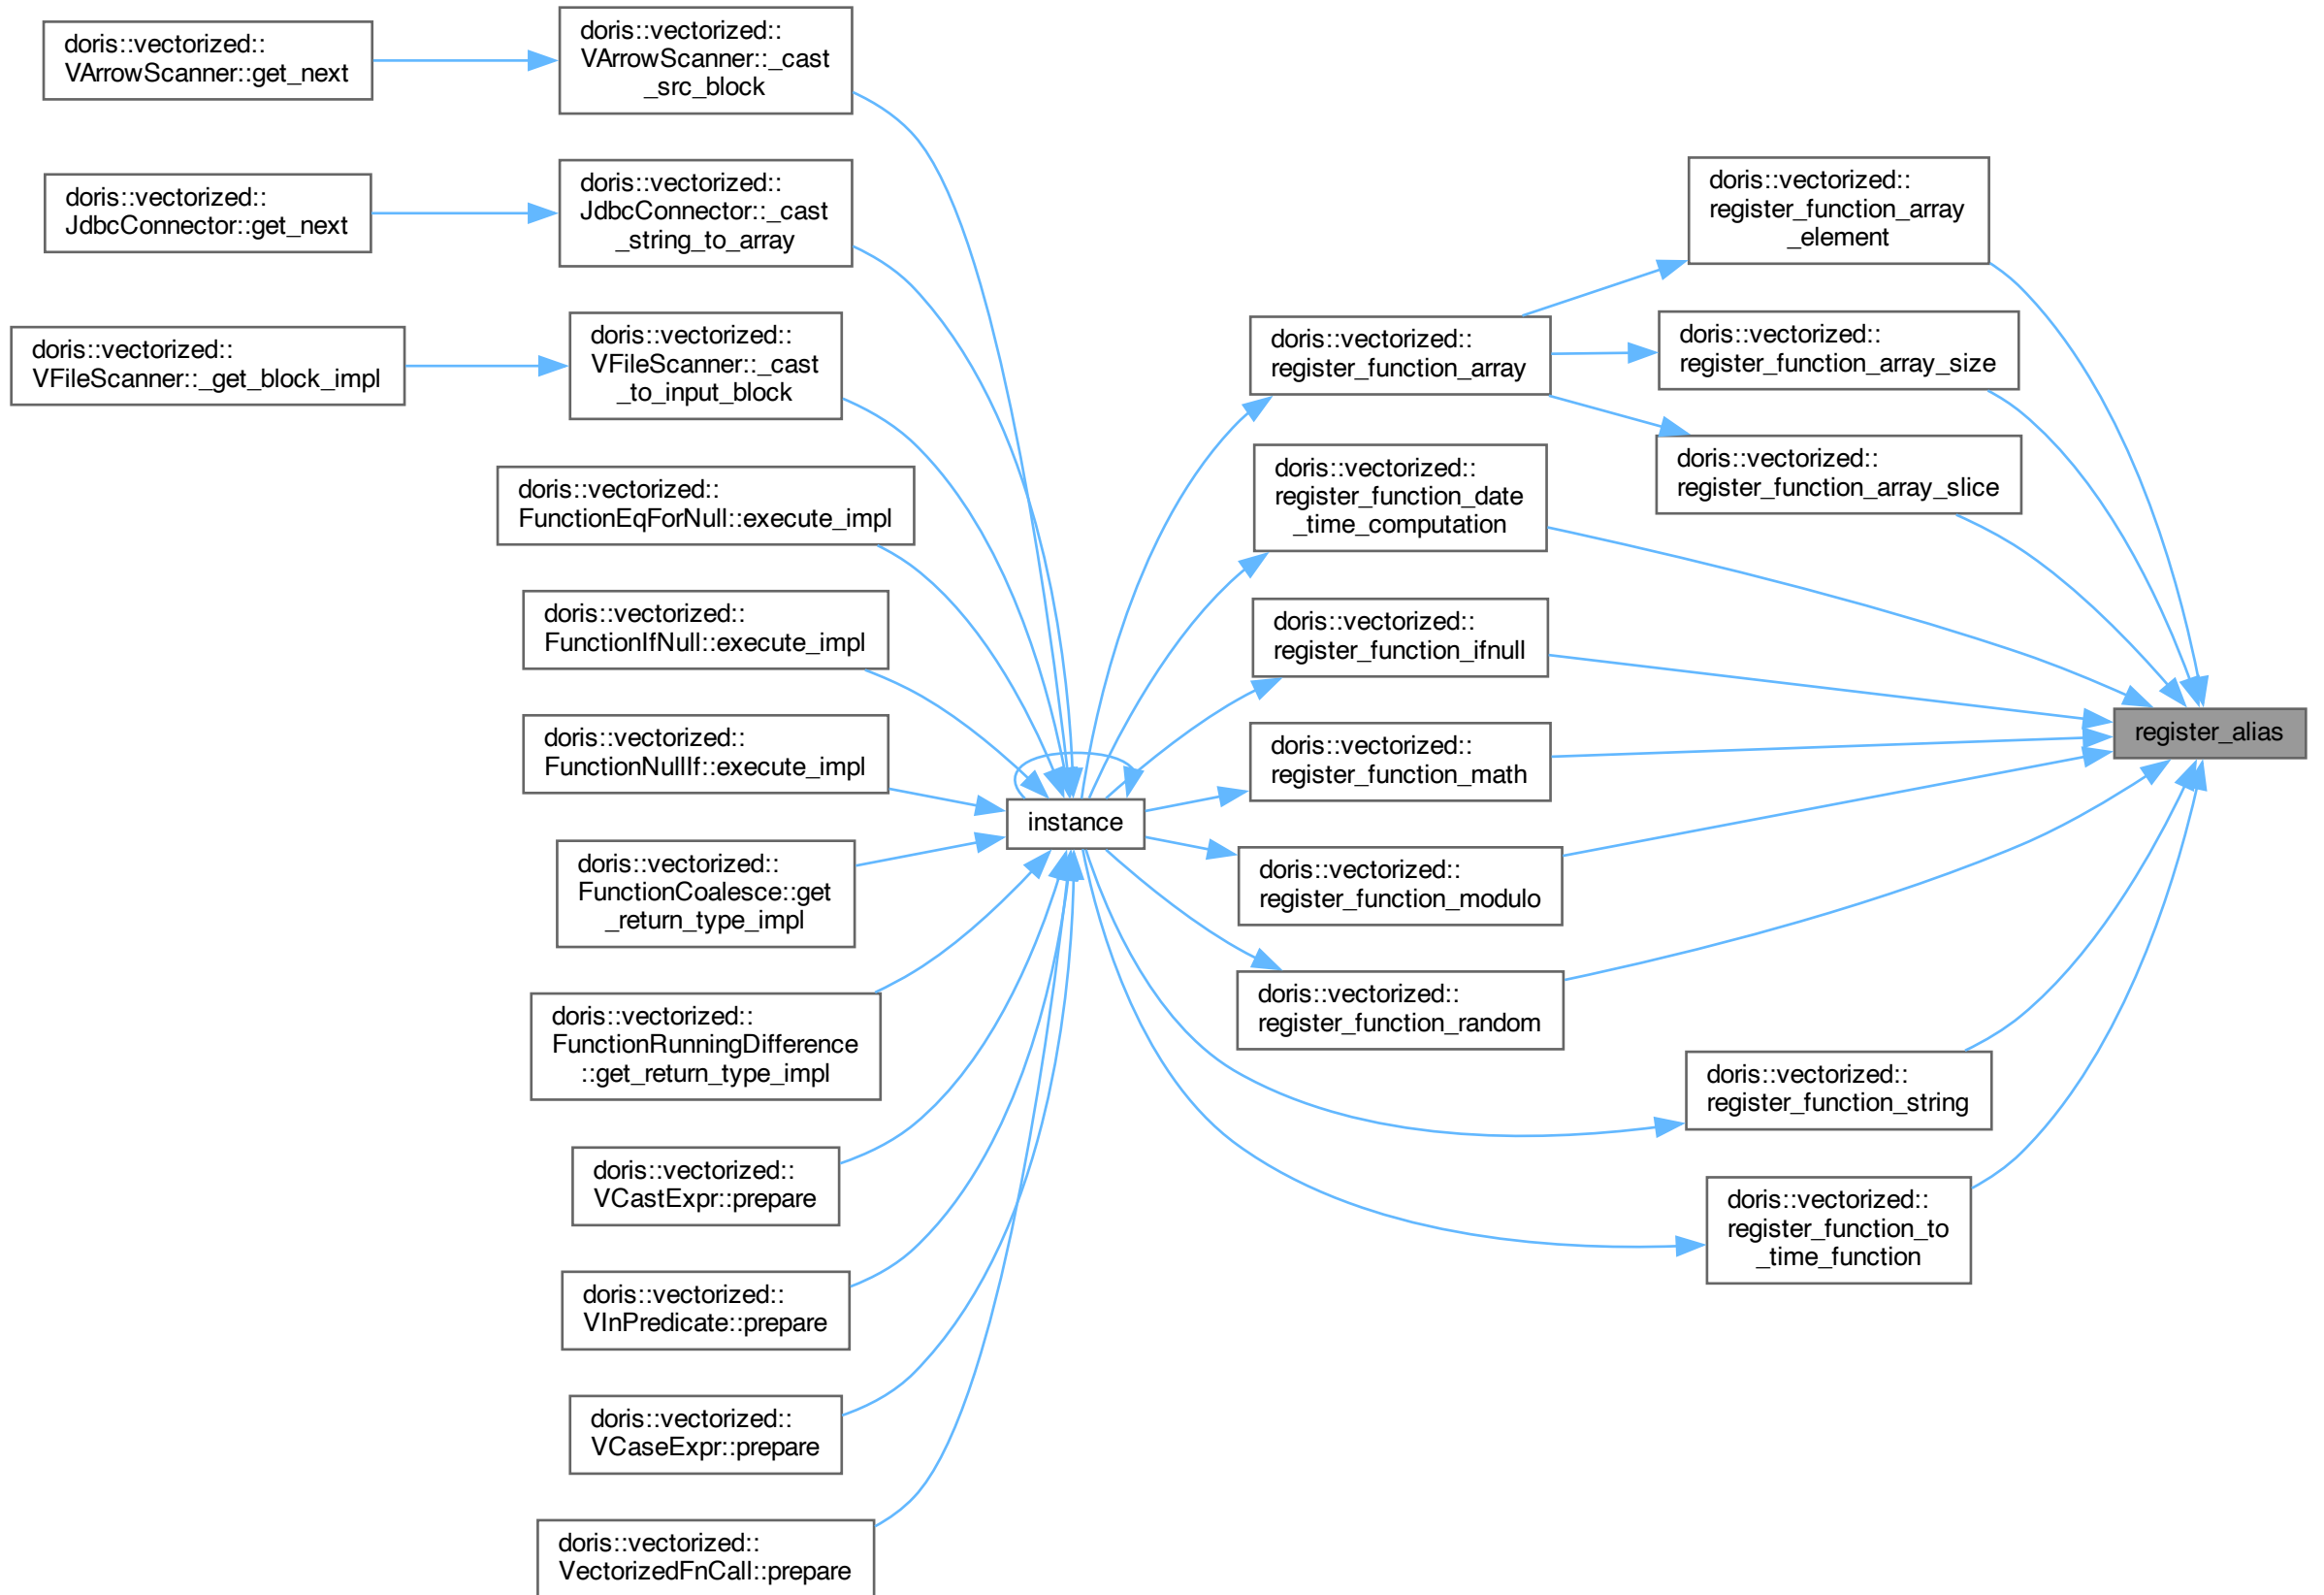 doris::vectorized::
VArrowScanner::get_next
doris::vectorized::
VArrowScanner::_cast
_src_block
doris::vectorized::
JdbcConnector::get_next
doris::vectorized::
JdbcConnector::_cast
_string_to_array
doris::vectorized::
VFileScanner::_get_block_impl
doris::vectorized::
VFileScanner::_cast
_to_input_block
doris::vectorized::
FunctionEqForNull::execute_impl
doris::vectorized::
FunctionIfNull::execute_impl
doris::vectorized::
FunctionNullIf::execute_impl
doris::vectorized::
FunctionCoalesce::get
_return_type_impl
doris::vectorized::
FunctionRunningDifference
::get_return_type_impl
doris::vectorized::
VCastExpr::prepare
doris::vectorized::
VInPredicate::prepare
doris::vectorized::
VCaseExpr::prepare
doris::vectorized::
VectorizedFnCall::prepare
instance
doris::vectorized::
register_function_array
doris::vectorized::
register_function_date
_time_computation
doris::vectorized::
register_function_ifnull
doris::vectorized::
register_function_math
doris::vectorized::
register_function_modulo
doris::vectorized::
register_function_random
doris::vectorized::
register_function_array
_element
doris::vectorized::
register_function_array_size
doris::vectorized::
register_function_array_slice
doris::vectorized::
register_function_string
doris::vectorized::
register_function_to
_time_function
register_alias